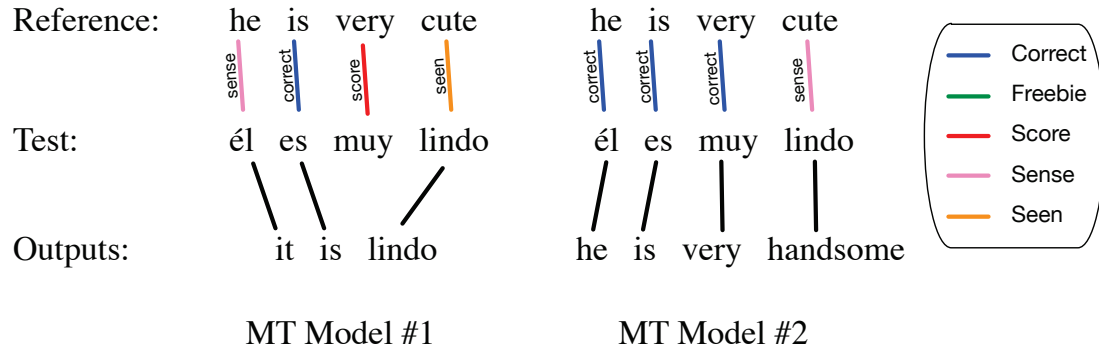 Reference: he is very cute he is very cute
sense correct score seen correct correct correct sense
Test: él es muy lindo él es muy lindo
Outputs: it is lindo he is very handsome
MT Model #1 MT Model #2
Correct
Freebie
Score
Sense
Seen